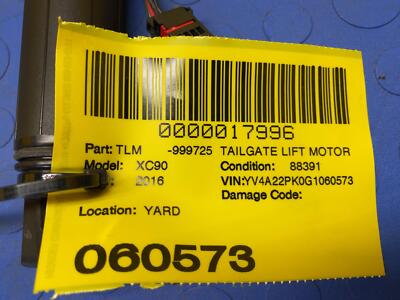 0000017996
Part: TLM -999725 TAILGATE LIFT MOTOR
Model: XC90 Condition: 88391
2016 VIN:YV4A22PK0G1060573
Damage Code:
Location: YARD
060573